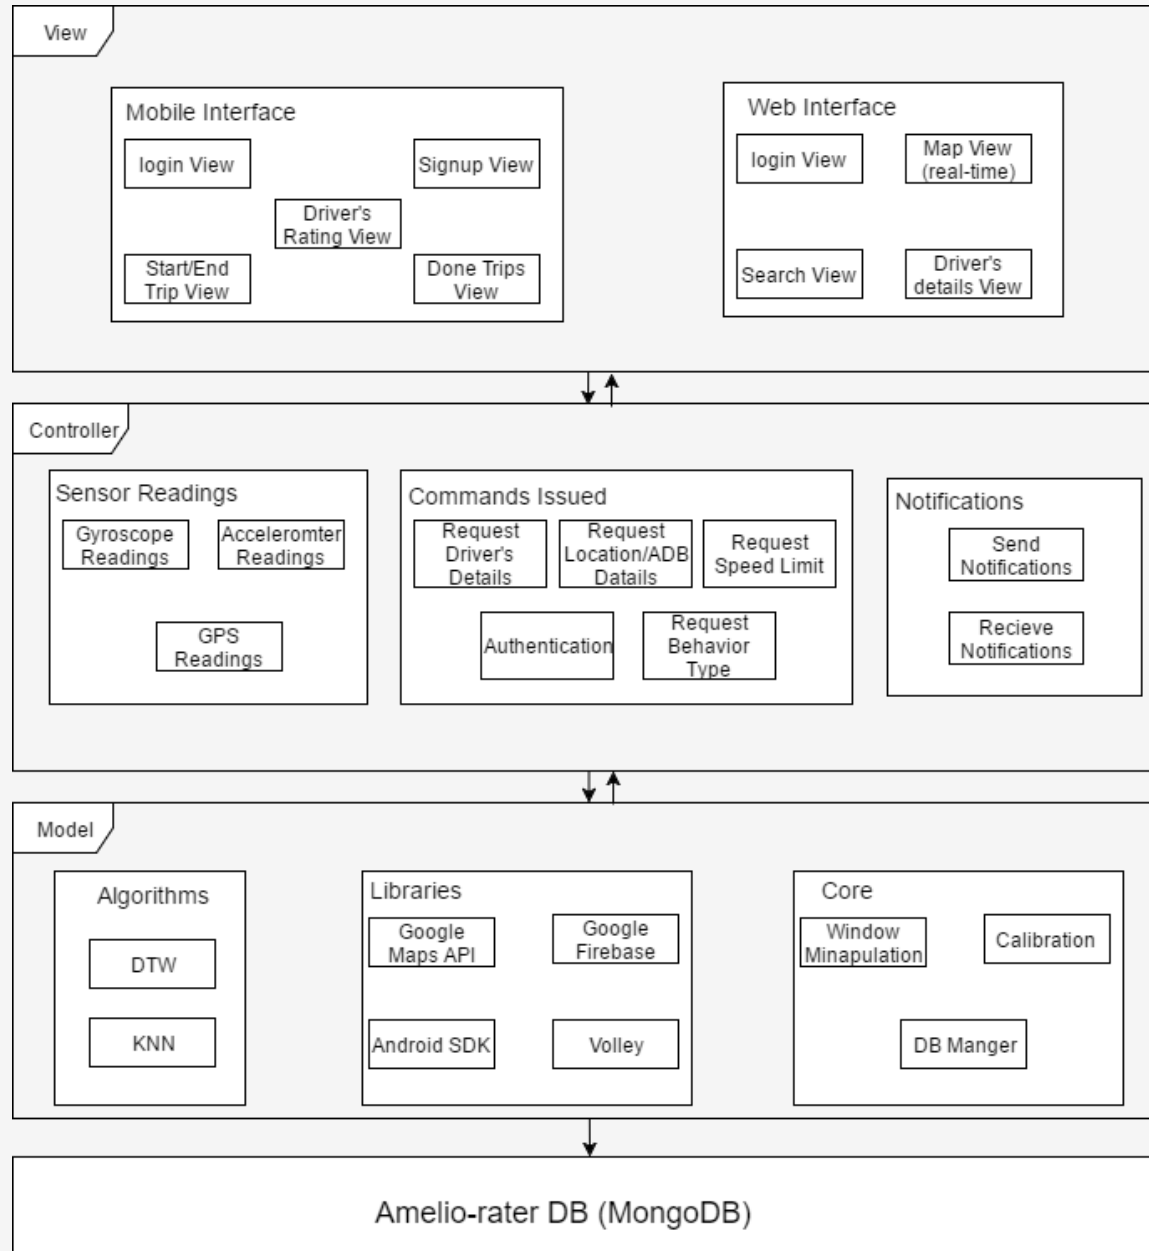 View
Mobile Interface
login View
Signup View
Driver's
Rating View
Start/End
Trip View
Done Trips
View
Web Interface
login View
Map View
(real-time)
Search View
Driver's
details View
Controller
Sensor Readings
Gyroscope
Readings
Acceleromter
Readings
GPS
Readings
Commands Issued
Request
Driver's
Details
Request
Location/ADB
Datails
Request
Speed Limit
Authentication
Request
Behavior
Type
Notifications
Send
Notifications
Recieve
Notifications
Model
Algorithms
DTW
KNN
Libraries
Google
Maps API
Google
Firebase
Android SDK
Volley
Core
Window
Minapulation
Calibration
DB Manger
Amelio-rater DB (MongoDB)